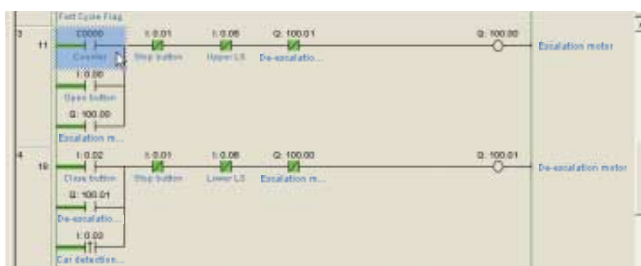 First Cycle Flag
3
C0000 I: 0.01 I: 0.05 Q: 100.01 Q: 100.00
11
Counter Stop button Upper LS De-escalatio... Escalation motor
I: 0.00
Open button
Q: 100.00
Escalation m...
4
I: 0.02 I: 0.01 I: 0.06 Q: 100.00 Q: 100.01
Close button Stop button Lower LS Escalation m... De-escalation motor
Q: 100.01
De-escalatio...
I: 0.03
Car detection...